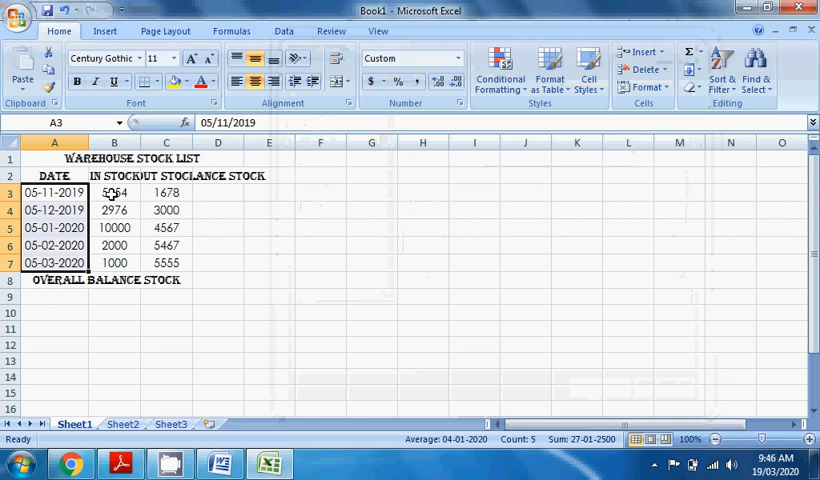 Book1 - Microsoft Excel
Home Insert Page Layout Formulas Data Review View
Century Gothic 11 Custom
Paste
Conditional Formatting
Format as Table
Cell Styles
Insert
Delete
Format
Sort & Filter
Find & Select
Clipboard Font Alignment Number Styles Cells Editing
A3 fx 05/11/2019
A B C D E F G H I J K L M N O
1 WAREHOUSE STOCK LIST
2 DATE IN STOCK UT STOC LANCE STOCK
3 05-11-2019 1678
4 05-12-2019 2976 3000
5 05-01-2020 10000 4567
6 05-02-2020 2000 5467
7 05-03-2020 1000 5555
8 OVERALL BALANCE STOCK
9
10
11
12
13
14
15
16
Sheet1 Sheet2 Sheet3
Ready Average: 04-01-2020 Count: 5 Sum: 27-01-2500 100%
9:46 AM
19/03/2020